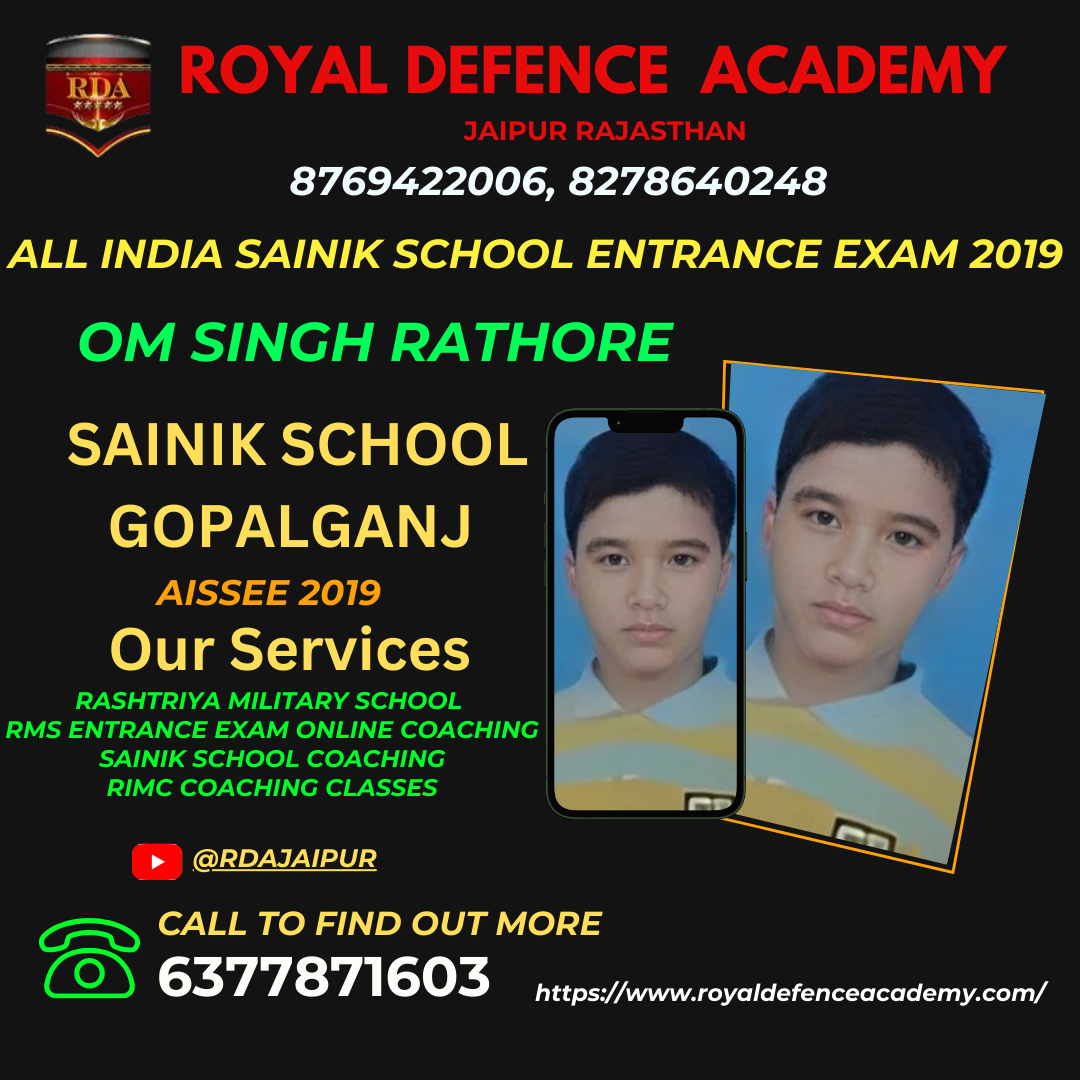 RDA
ROYAL DEFENCE ACADEMY
JAIPUR RAJASTHAN
8769422006, 8278640248
ALL INDIA SAINIK SCHOOL ENTRANCE EXAM 2019
OM SINGH RATHORE
SAINIK SCHOOL
GOPALGANJ
AISSEE 2019
Our Services
RASHTRIYA MILITARY SCHOOL
RMS ENTRANCE EXAM ONLINE COACHING
SAINIK SCHOOL COACHING
RIMC COACHING CLASSES
@RDAJAIPUR
CALL TO FIND OUT MORE
6377871603
https://www.royaldefenceacademy.com/